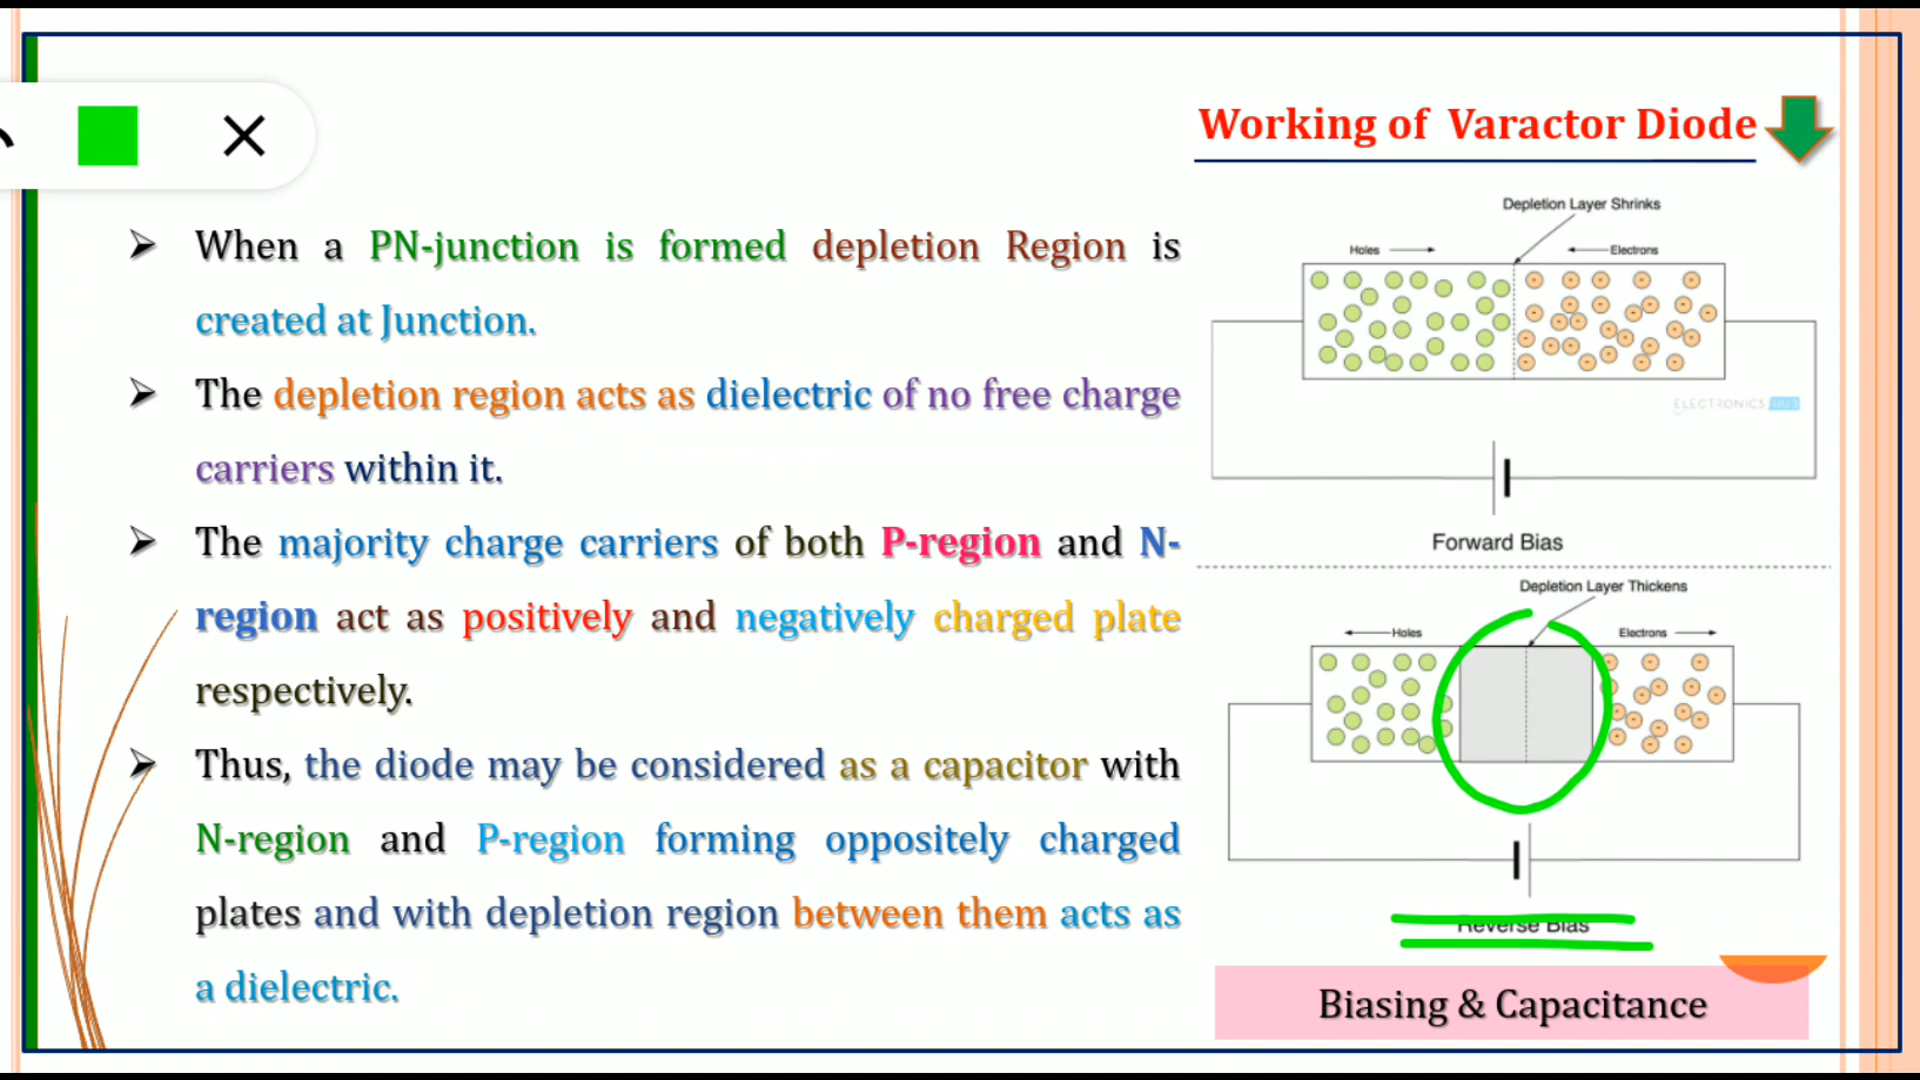 Working of Varactor Diode
When a PN-junction is formed depletion Region is
created at Junction.
The depletion region acts as dielectric of no free charge
carriers within it.
The majority charge carriers of both P-region and N-
region act as positively and negatively charged plate
respectively.
Thus, the diode may be considered as a capacitor with
N-region and P-region forming oppositely charged
plates and with depletion region between them acts as
a dielectric.
Depletion Layer Shrinks
Holes
Electrons
ELECTRONICS HUB
Forward Bias
Depletion Layer Thickens
Holes
Electrons
Reverse Bias
Biasing & Capacitance